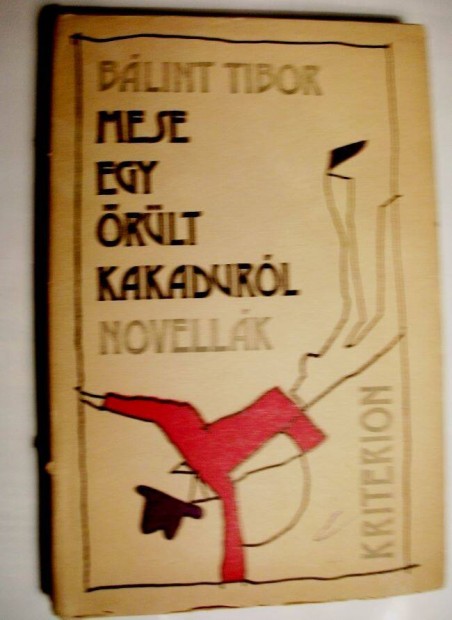 BÁLINT TIBOR
MESE
EGY
ŐRÜLT
KAKADURÓL
NOVELLÁK
KRITERION